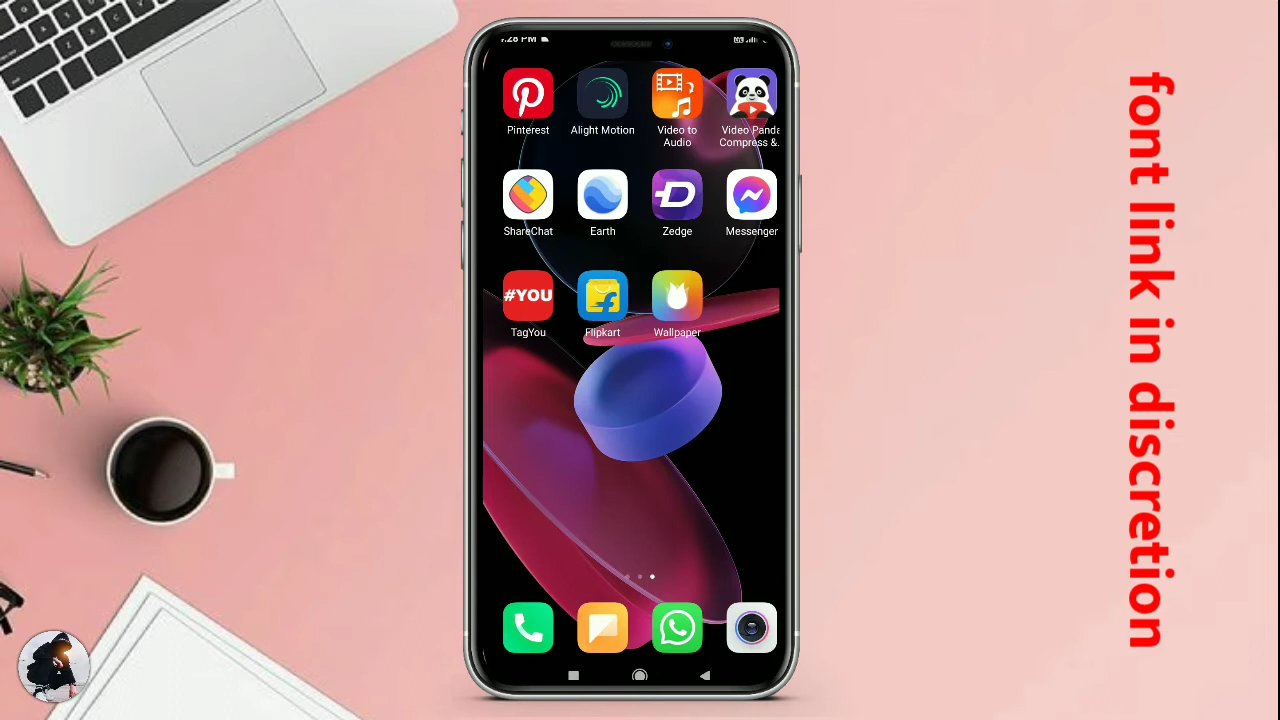 Pinterest
Alight Motion
Video to
Audio
Video Panda
Compress &.
ShareChat
Earth
Zedge
Messenger
#YOU
TagYou
Flipkart
Wallpaper
font link in discretion